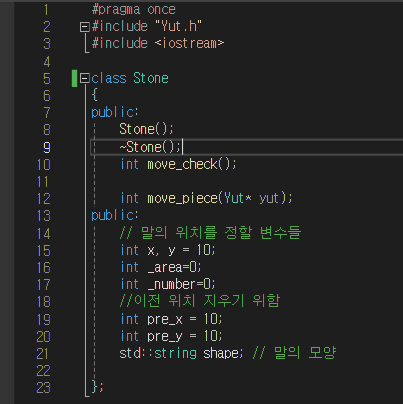 1 #pragma once
2 #include "Yut.h"
3 #include <iostream>
4
5 class Stone
6 {
7 public:
8 Stone();
9 ~Stone();
10 int move_check();
11
12 int move_piece(Yut* yut);
13 public:
14 // 말의 위치를 정할 변수들
15 int x, y = 10;
16 int _area=0;
17 int _number=0;
18 //이전 위치 지우기 위함
19 int pre_x = 10;
20 int pre_y = 10;
21 std::string shape; // 말의 모양
22
23 };